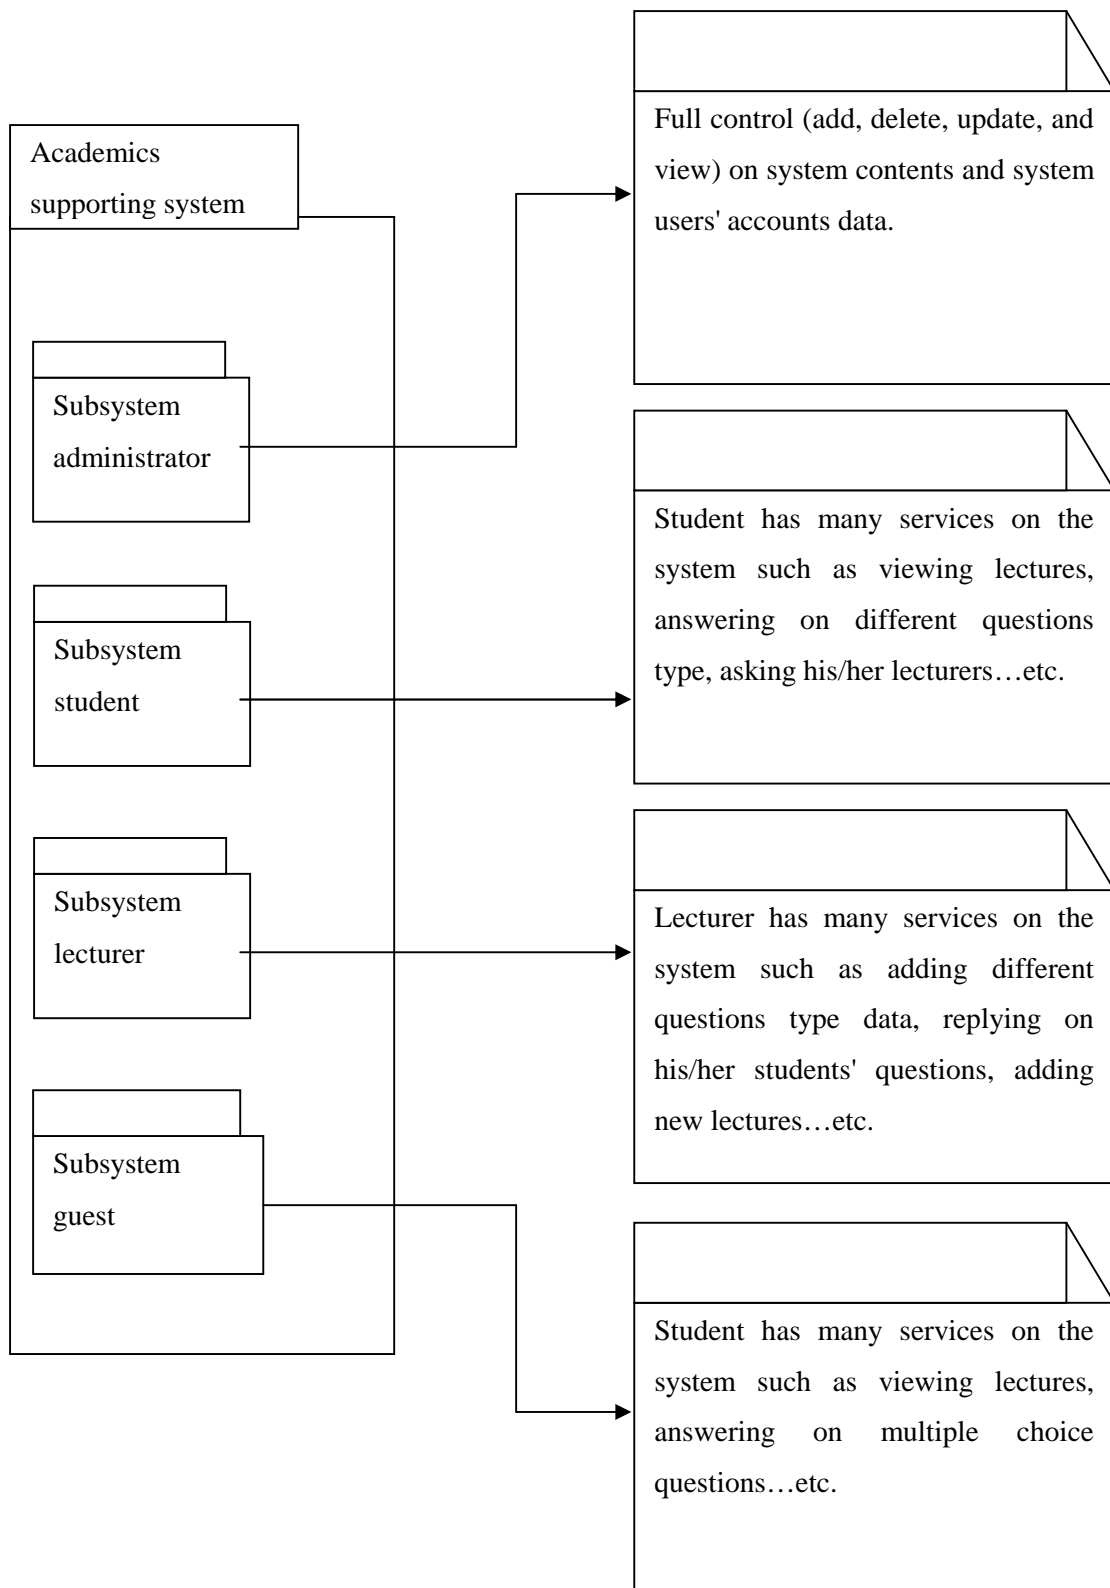 Academics
supporting system
Full control (add, delete, update, and
view) on system contents and system
users' accounts data.
Subsystem
administrator
Student has many services on the
system such as viewing lectures,
answering on different questions
type, asking his/her lecturers…etc.
Subsystem
student
Lecturer has many services on the
system such as adding different
questions type data, replying on
his/her students' questions, adding
new lectures…etc.
Subsystem
lecturer
Subsystem
guest
Student has many services on the
system such as viewing lectures,
answering on multiple choice
questions…etc.